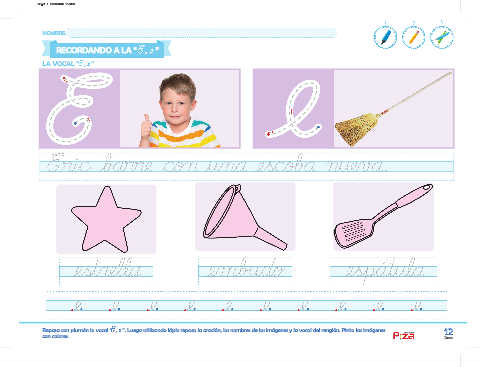 NOMBRE
RECORDANDO A LA "E, e"
LA VOCAL "E, e"
E e
Eric barre con una escoba nueva.
estrella embudo espátula
e e e e e e e e e e
Repasa con plumón la vocal "E, e". Luego utilizando lápiz repasa la oración, los nombres de las imágenes y la vocal del renglón. Pinta las imágenes
con colores.
Pizza
12